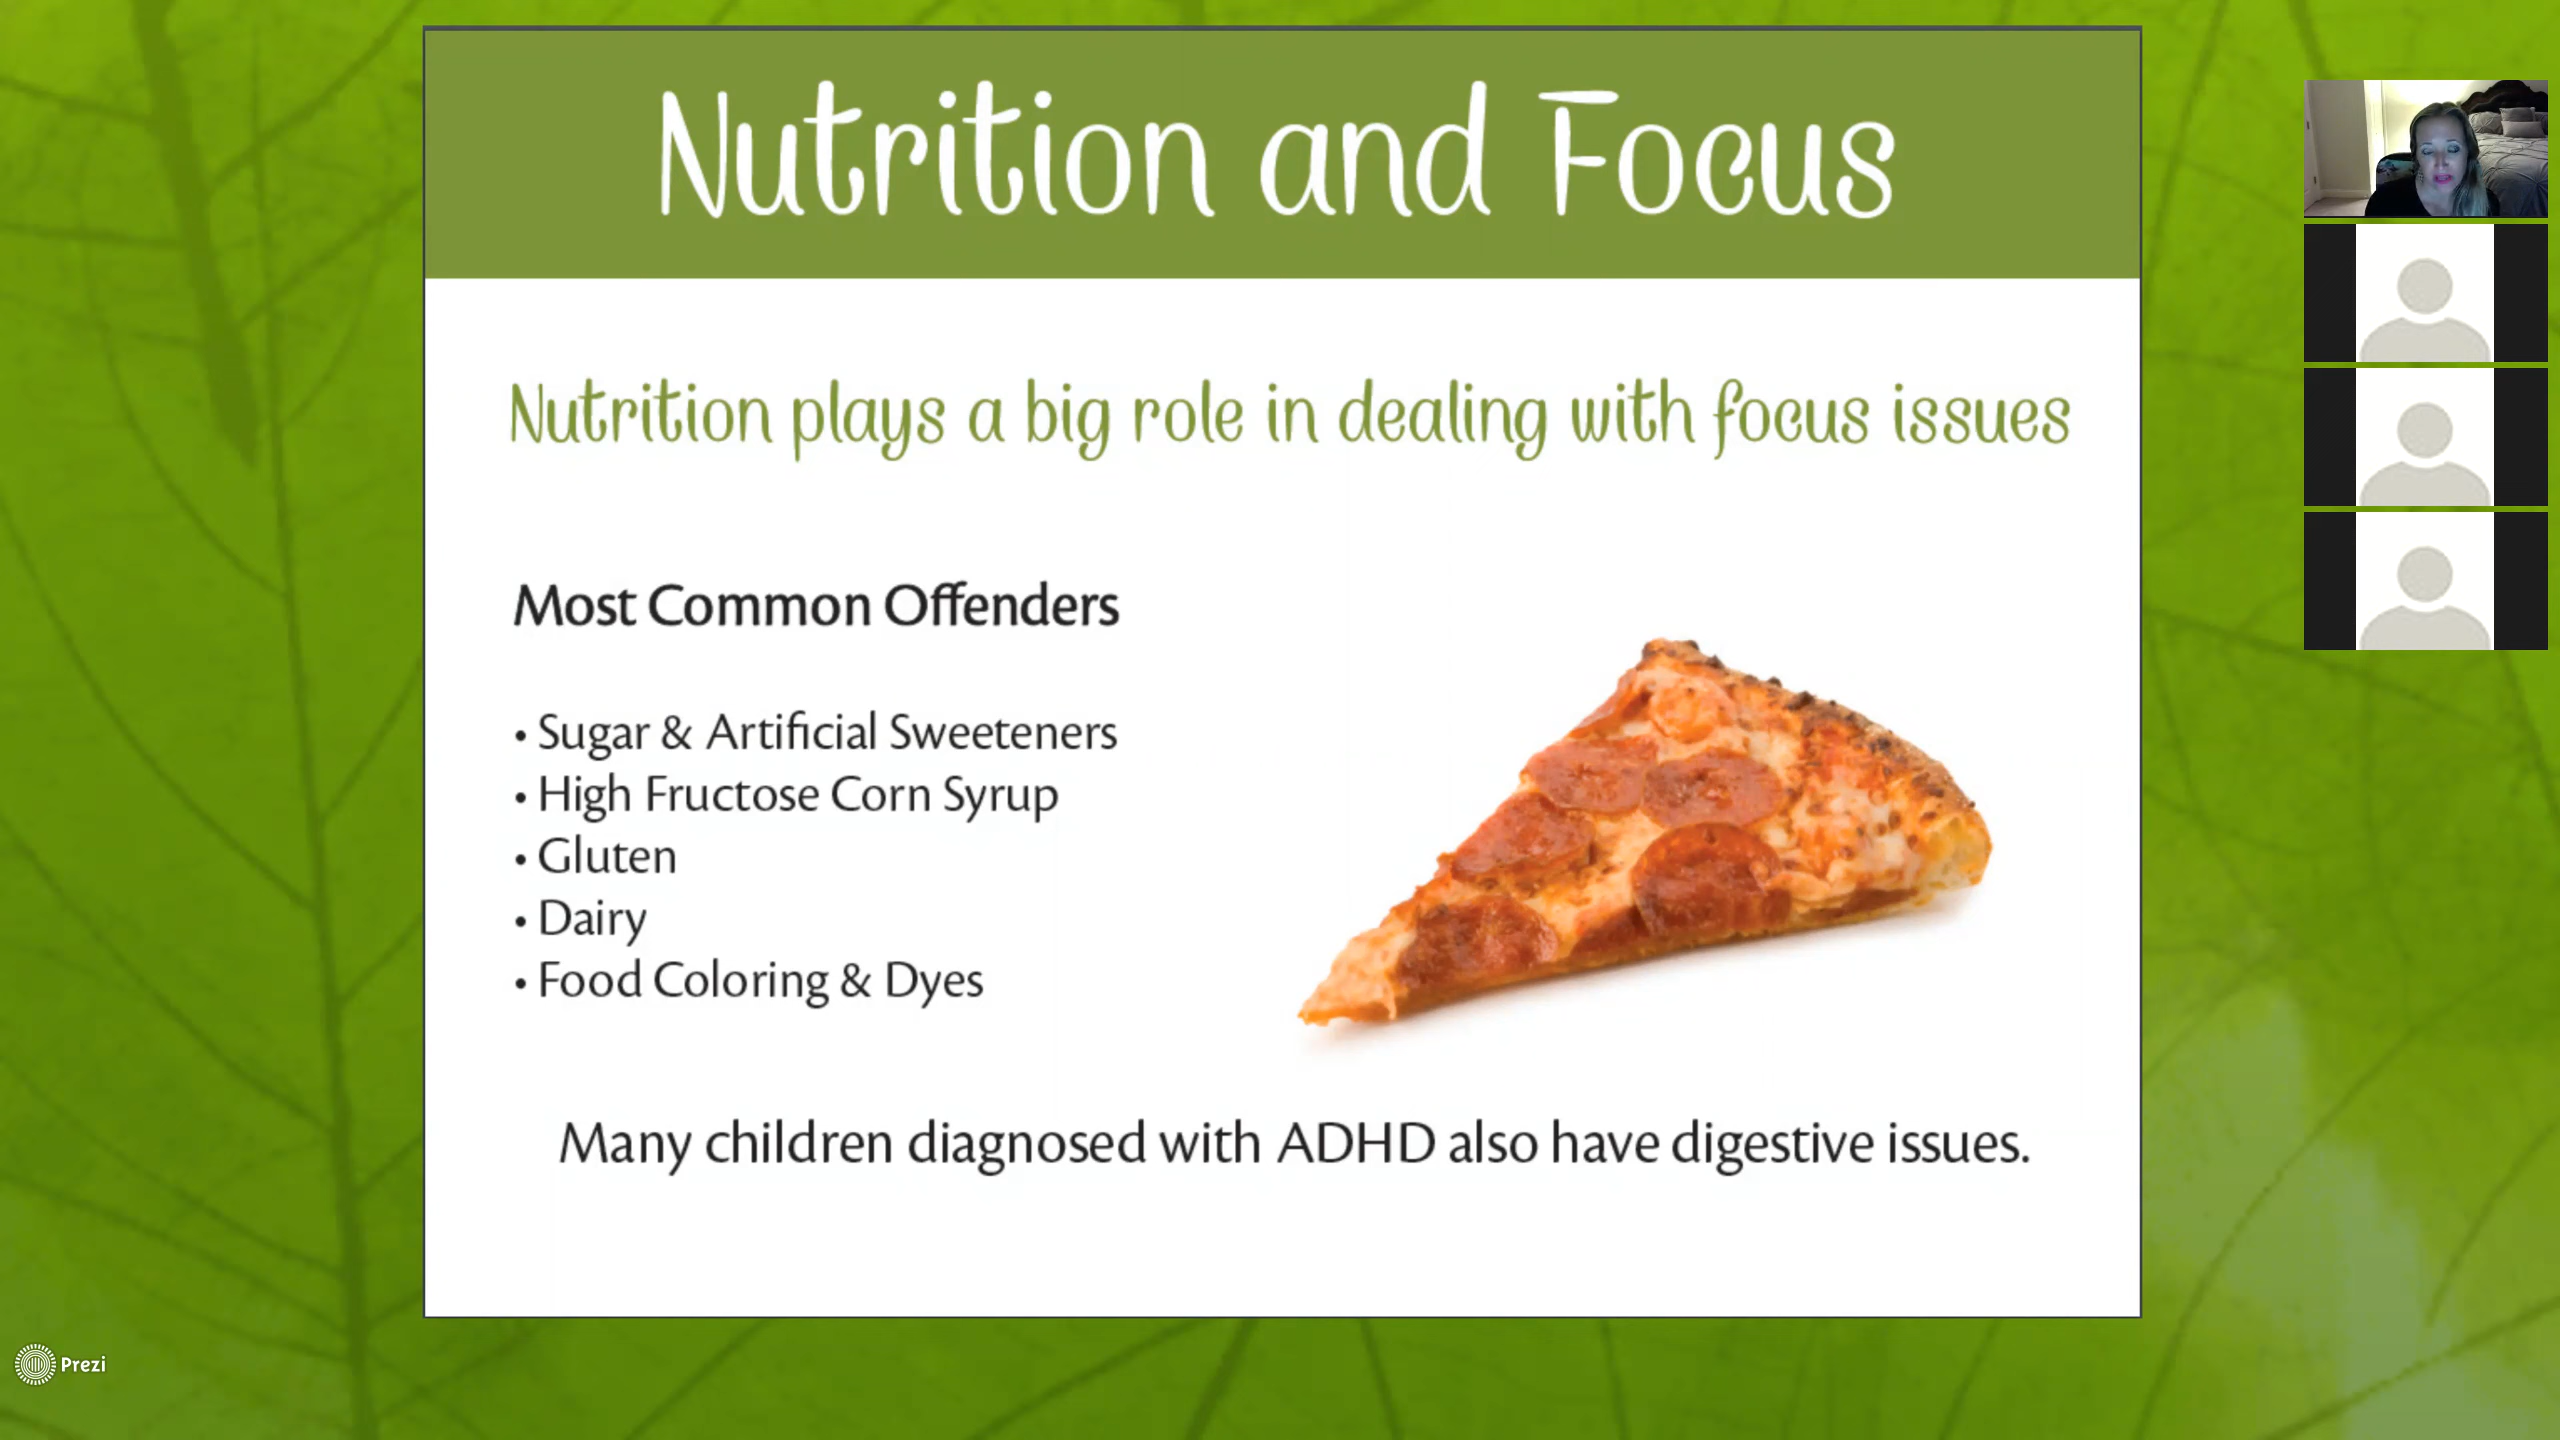 Nutrition and Focus
Nutrition plays a big role in dealing with focus issues
Most Common Offenders
• Sugar & Artificial Sweeteners
• High Fructose Corn Syrup
• Gluten
• Dairy
• Food Coloring & Dyes
Many children diagnosed with ADHD also have digestive issues.
Prezi